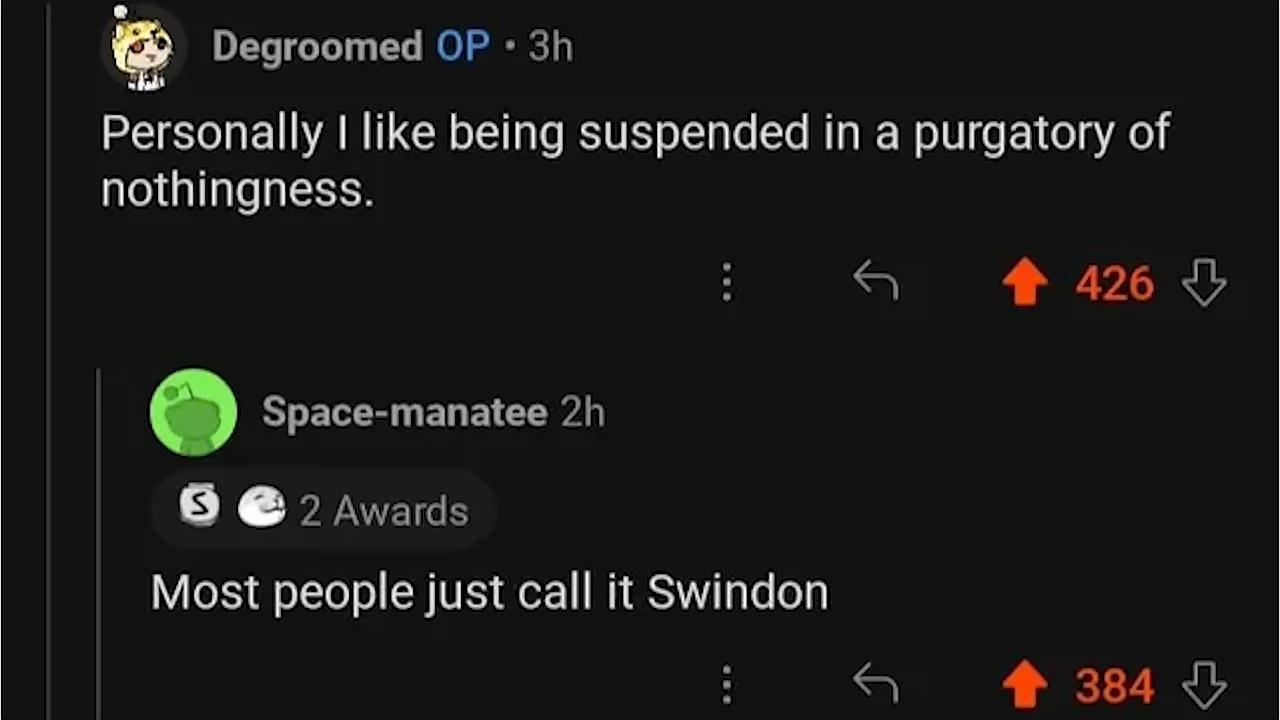 Degroomed OP • 3h
Personally I like being suspended in a purgatory of
nothingness.
426
Space-manatee 2h
S 2 Awards
Most people just call it Swindon
384